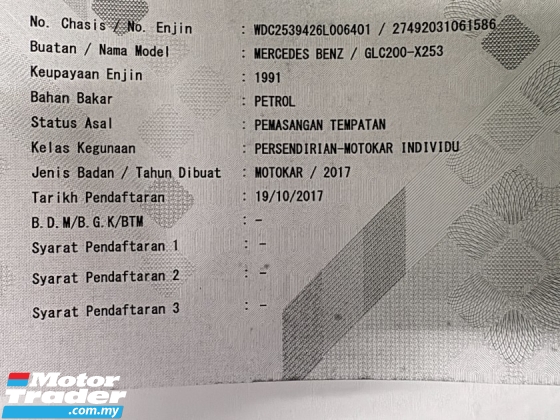 No. Chasis / No. Enjin : WDC2539426L006401 / 27492031061586
Buatan / Nama Model : MERCEDES BENZ / GLC200-X253
Keupayaan Enjin : 1991
Bahan Bakar : PETROL
Status Asal : PEMASANGAN TEMPATAN
Kelas Kegunaan : PERSENDIRIAN-MOTOKAR INDIVIDU
Jenis Badan / Tahun Dibuat : MOTOKAR / 2017
Tarikh Pendaftaran : 19/10/2017
B.D.M/B.G.K/BTM : -
Syarat Pendaftaran 1 : -
Syarat Pendaftaran 2 : -
Syarat Pendaftaran 3 : -
Motor
Trader
.com.my